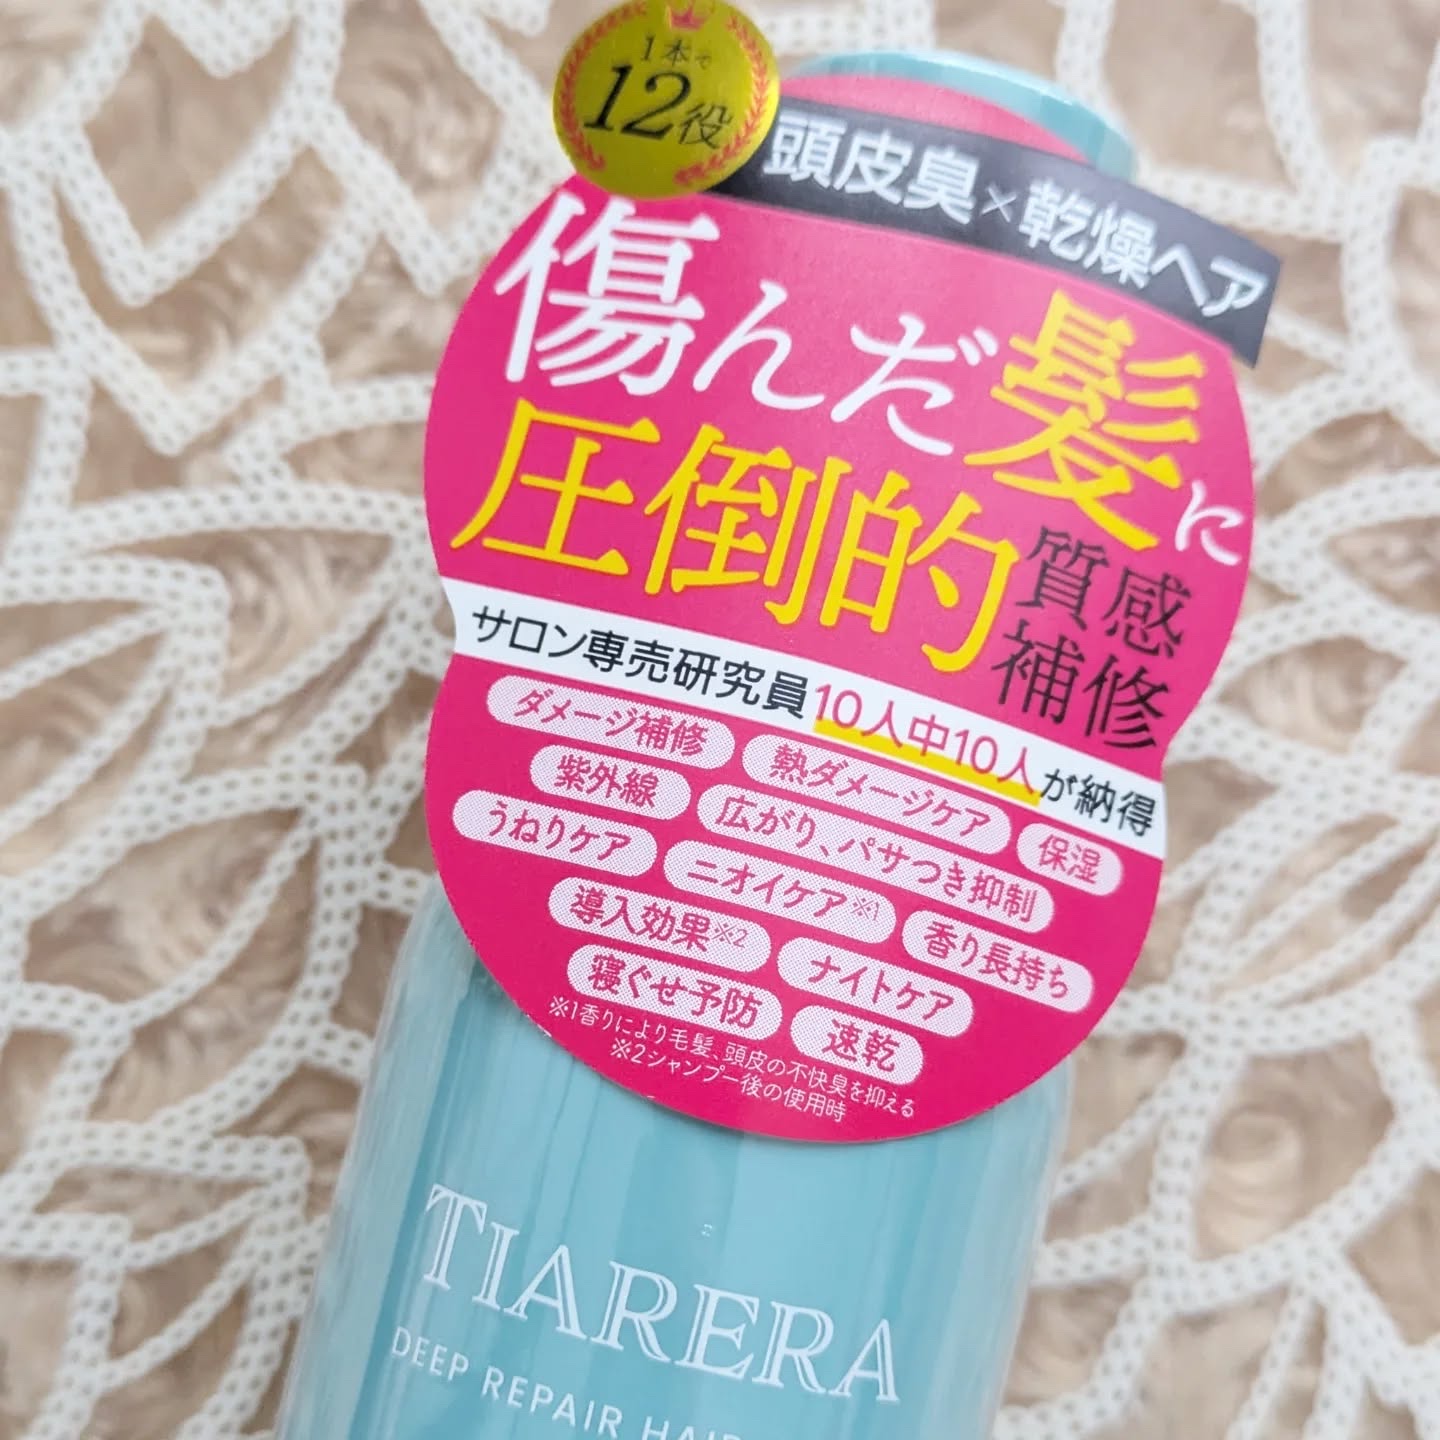 1本で
12役
頭皮臭×乾燥ヘア
傷んだ髪に
圧倒的質感補修
サロン専売研究員10人中10人が納得
ダメージ補修 熱ダメージケア 保湿
紫外線 広がり、パサつき抑制
うねりケア ニオイケア※1 香り長持ち
導入効果※2 ナイトケア
寝ぐせ予防 速乾
※1香りにより毛髪、頭皮の不快臭を抑える
※2シャンプー後の使用時
TIARERA
DEEP REPAIR HAIR